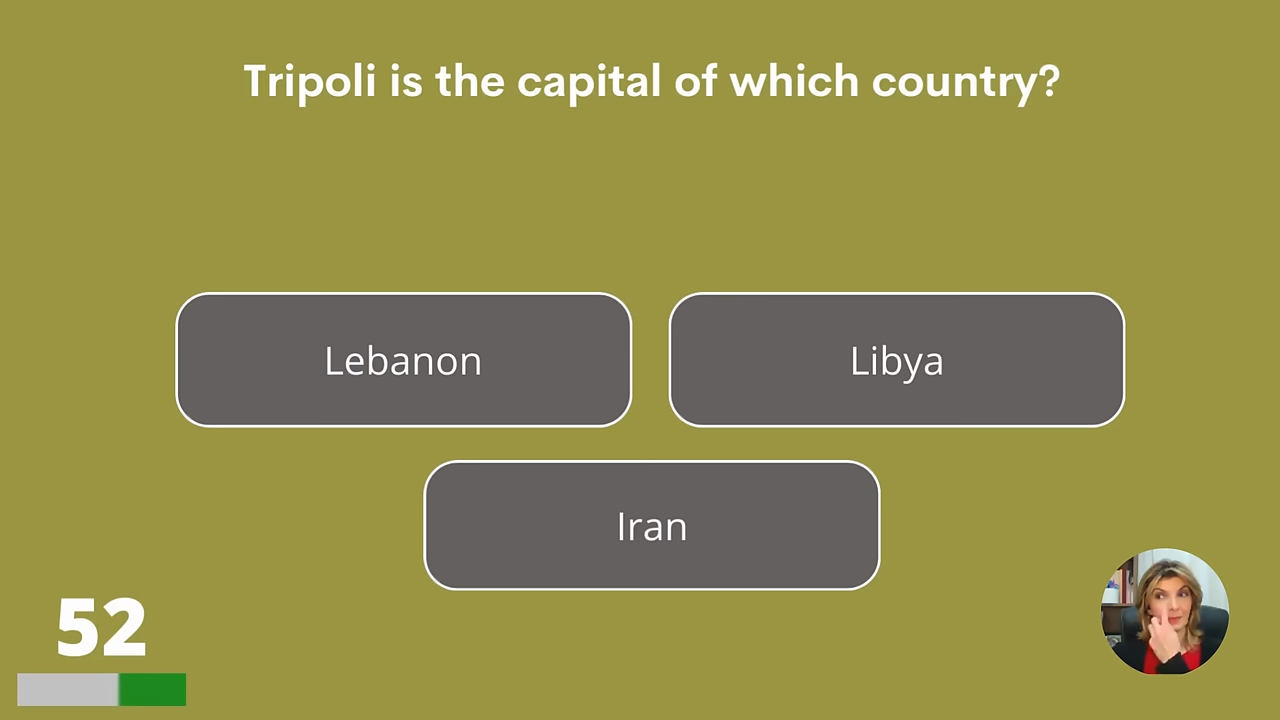 Tripoli is the capital of which country?
Lebanon
Libya
Iran
52